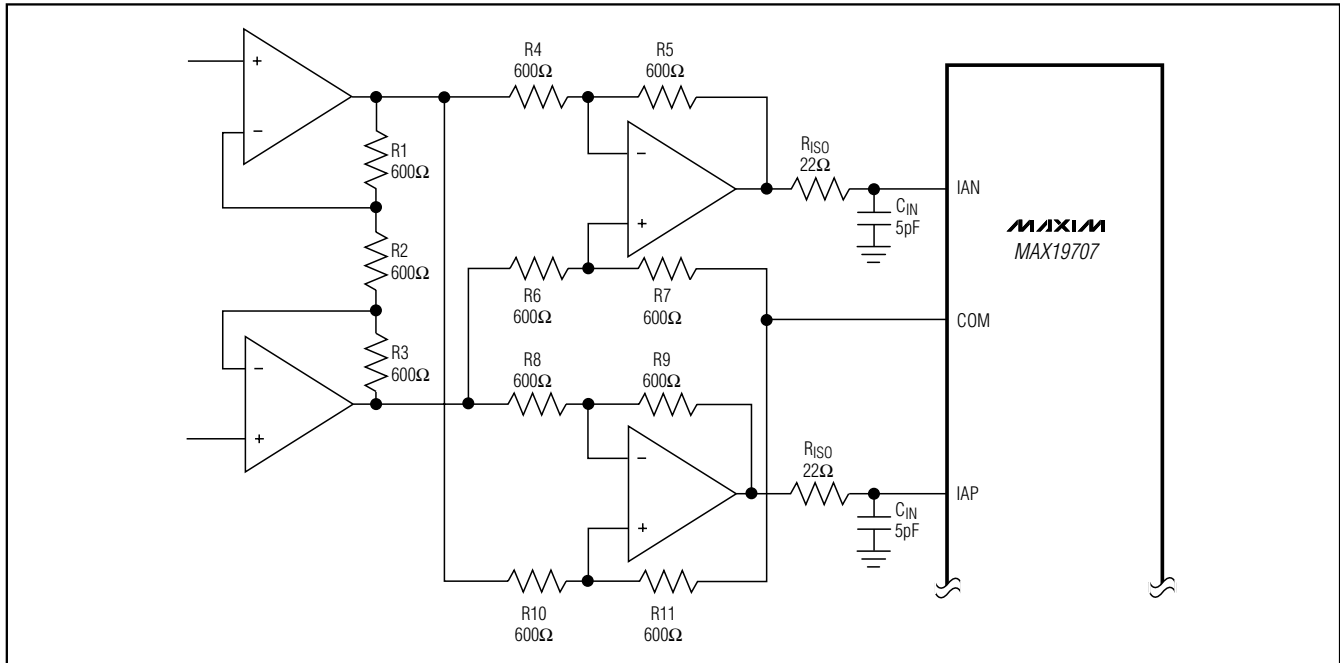 R4
600Ω
R5
600Ω
+
−
R1
600Ω
R2
600Ω
R3
600Ω
−
+
−
+
RISO
22Ω
CIN
5pF
IAN
MAXIM
MAX19707
R6
600Ω
R7
600Ω
COM
R8
600Ω
R9
600Ω
−
+
RISO
22Ω
CIN
5pF
IAP
R10
600Ω
R11
600Ω